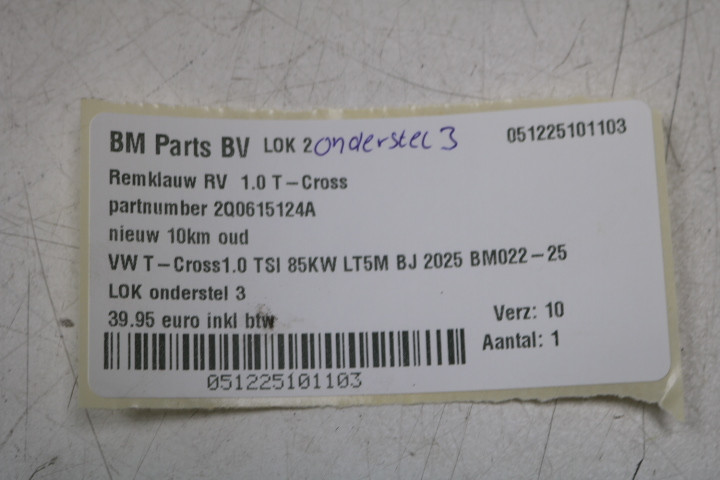 BM Parts BV LOK 2 onderstel 3 051225101103
Remklauw RV 1.0 T-Cross
partnumber 2Q0615124A
nieuw 10km oud
VW T-Cross1.0 TSI 85KW LT5M BJ 2025 BM022-25
LOK onderstel 3
39.95 euro inkl btw Verz: 10
Aantal: 1
051225101103